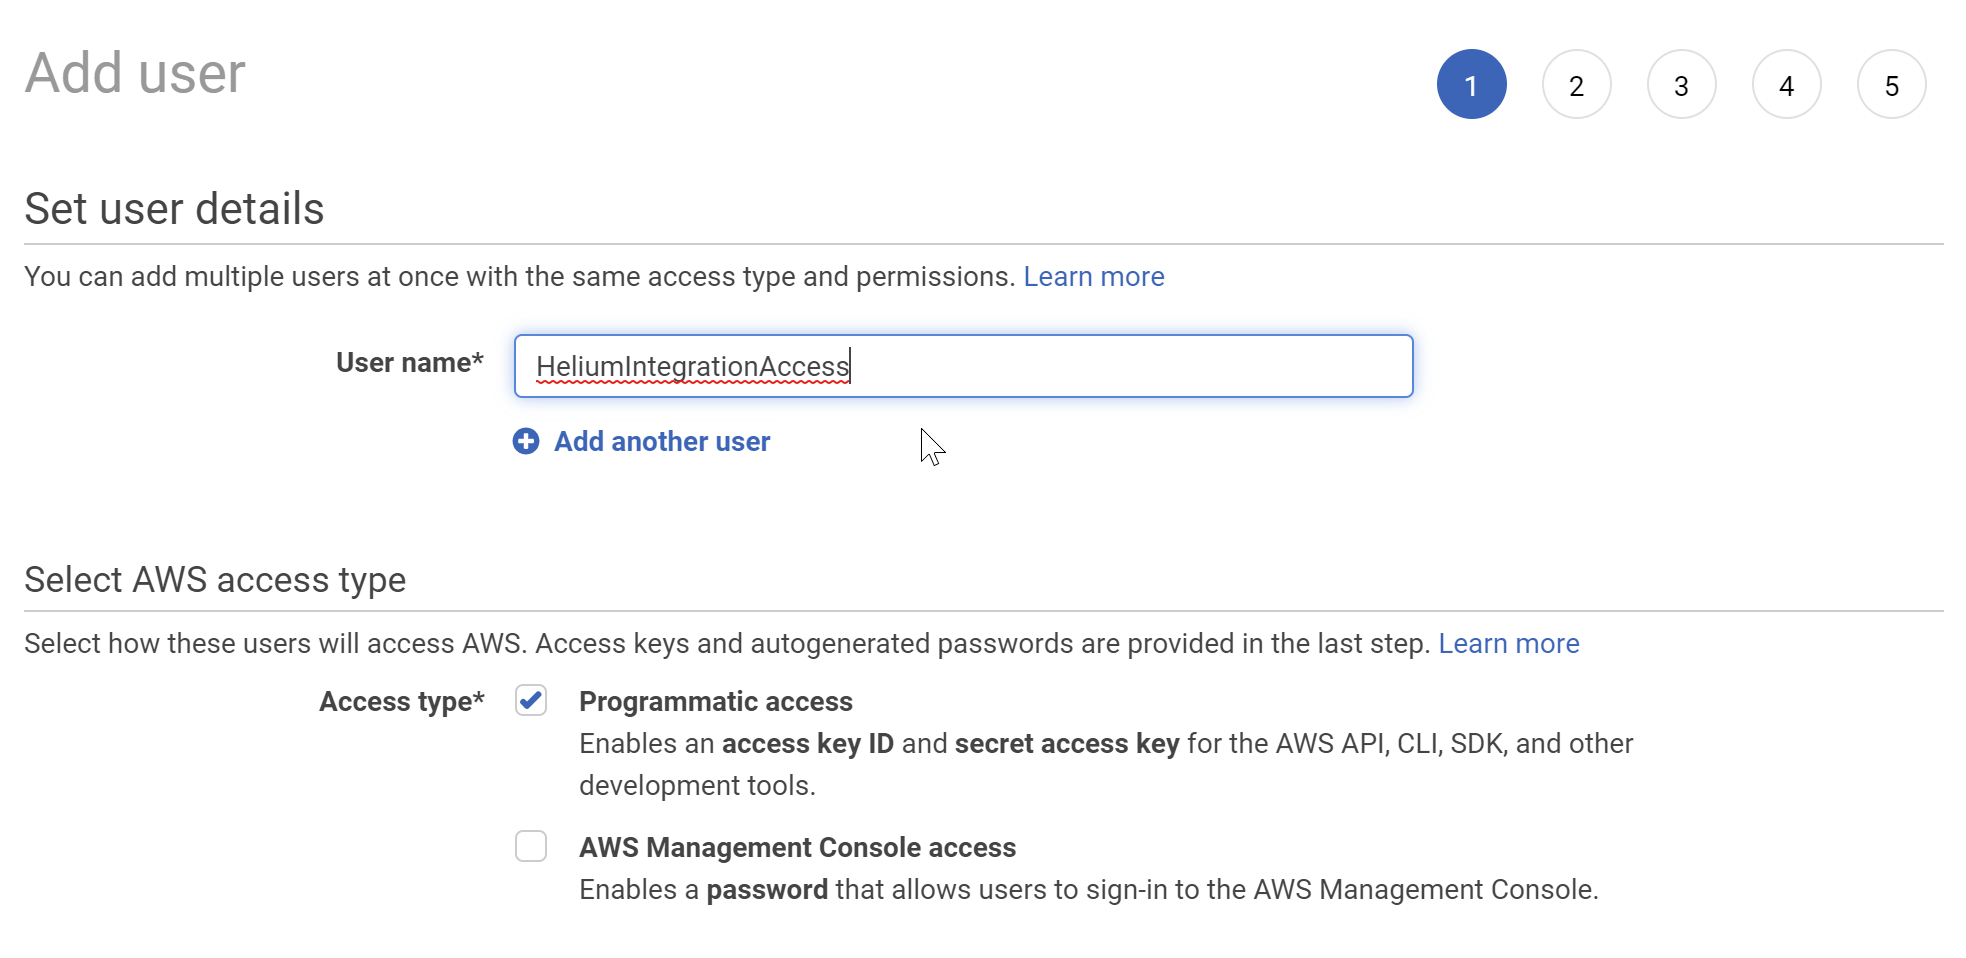 Add user
1 2 3 4 5
Set user details
You can add multiple users at once with the same access type and permissions. Learn more
User name* HeliumIntegrationAccess
Add another user
Select AWS access type
Select how these users will access AWS. Access keys and autogenerated passwords are provided in the last step. Learn more
Access type* Programmatic access
Enables an access key ID and secret access key for the AWS API, CLI, SDK, and other
development tools.
AWS Management Console access
Enables a password that allows users to sign-in to the AWS Management Console.